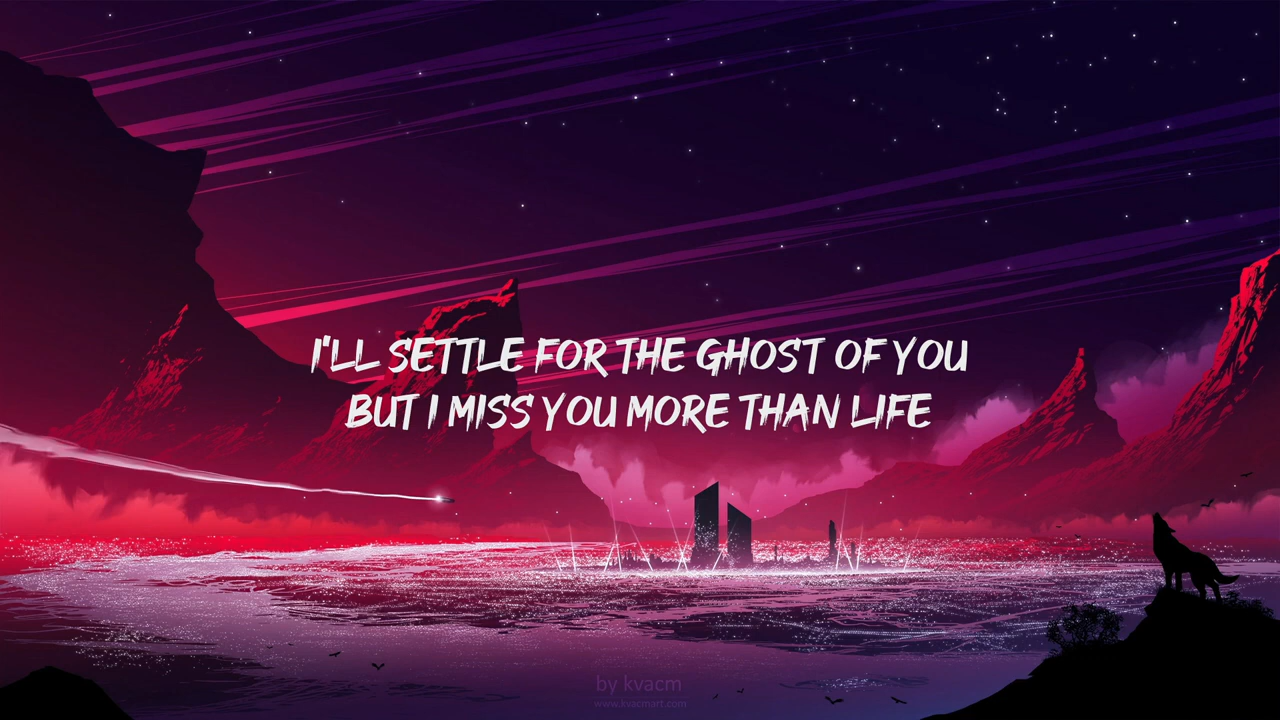 I'LL SETTLE FOR THE GHOST OF YOU
BUT I MISS YOU MORE THAN LIFE
by kvacm
www.kvacmart.com